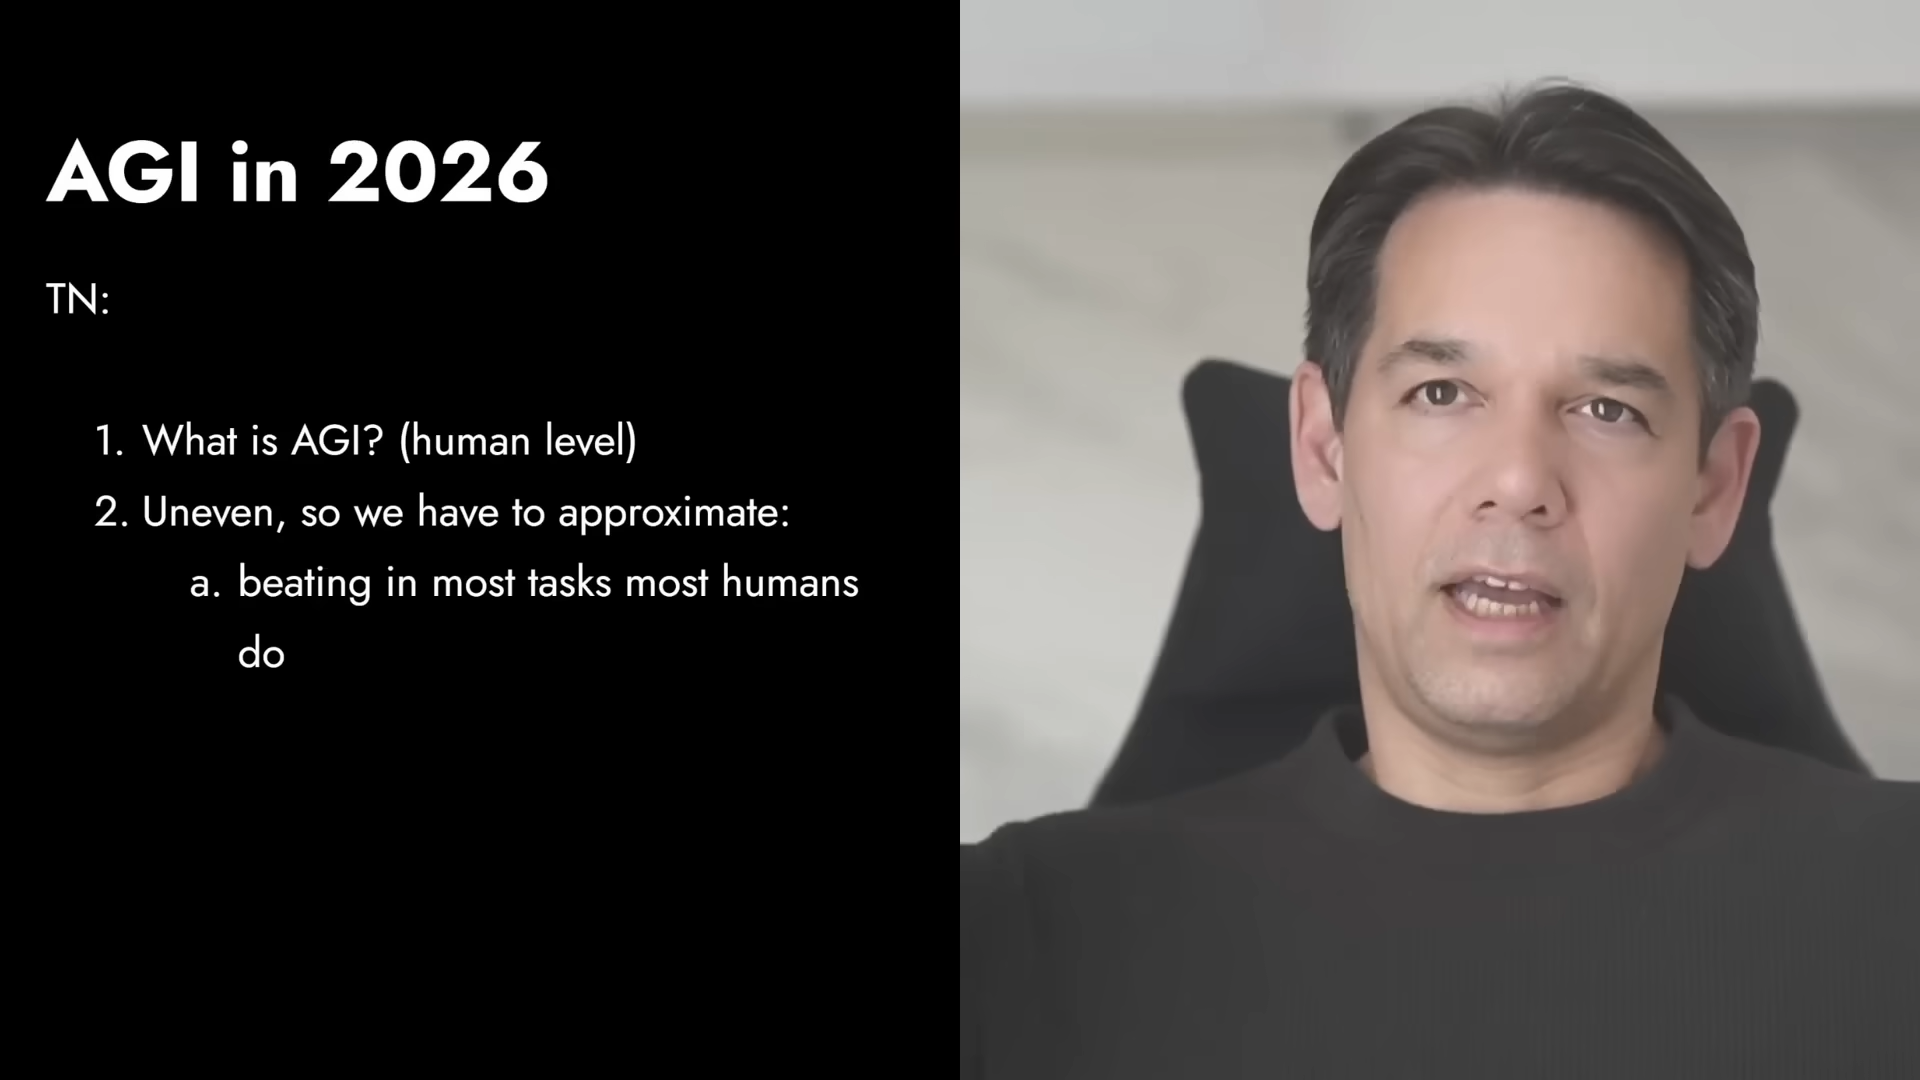 AGI in 2026
TN:
1. What is AGI? (human level)
2. Uneven, so we have to approximate:
a. beating in most tasks most humans
do